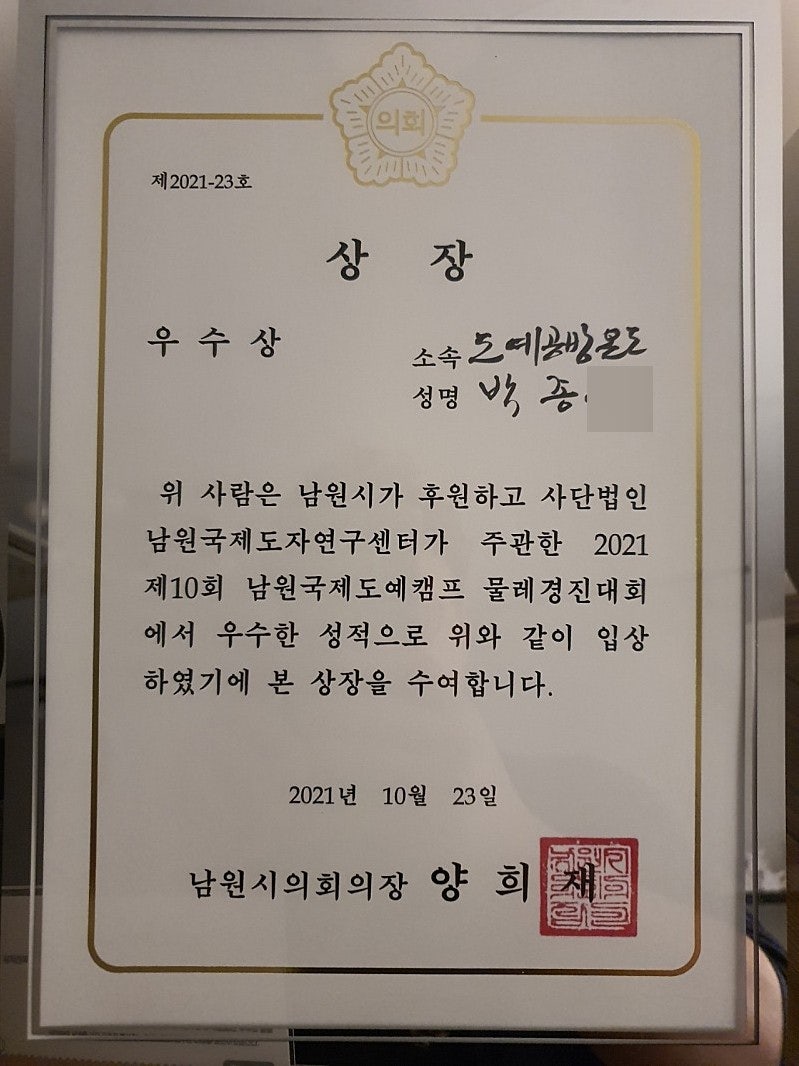 의회
제2021-23호
상 장
우 수 상
소속 도예공방몬도
성명 박 종
위 사람은 남원시가 후원하고 사단법인
남원국제도자연구센터가 주관한 2021
제10회 남원국제도예캠프 물레경진대회
에서 우수한 성적으로 위와 같이 입상
하였기에 본 상장을 수여합니다.
2021년 10월 23일
남원시의회의장 양 희 재